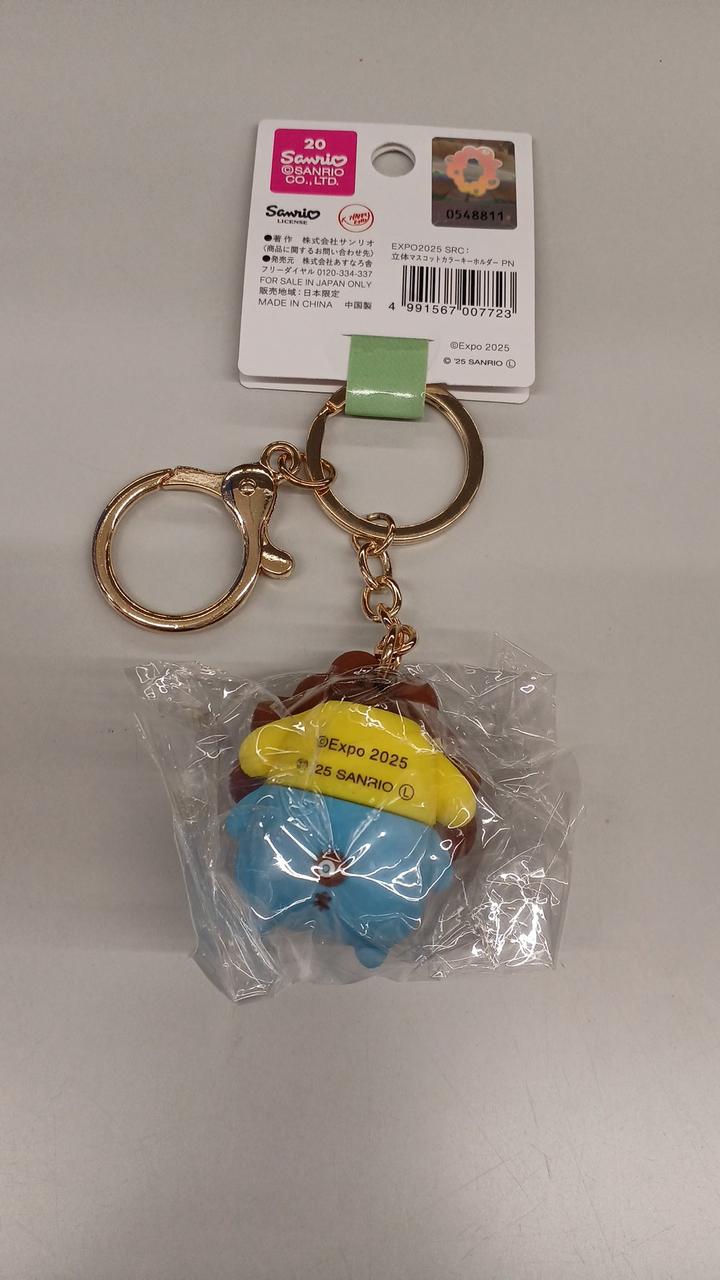 20
Sanrio
©SANRIO
CO., LTD.
Sanrio
LICENSE
0548811
●著作 株式会社サンリオ
〈商品に関するお問い合わせ先〉
●発売元 株式会社あすなろ舎
フリーダイヤル 0120-334-337
FOR SALE IN JAPAN ONLY
販売地域：日本限定
MADE IN CHINA 中国製
EXPO2025 SRC：
立体マスコットカラーキーホルダー PN
4 991567 007723
©Expo 2025
© '25 SANRIO Ⓛ
©Expo 2025
'25 SANRIO Ⓛ